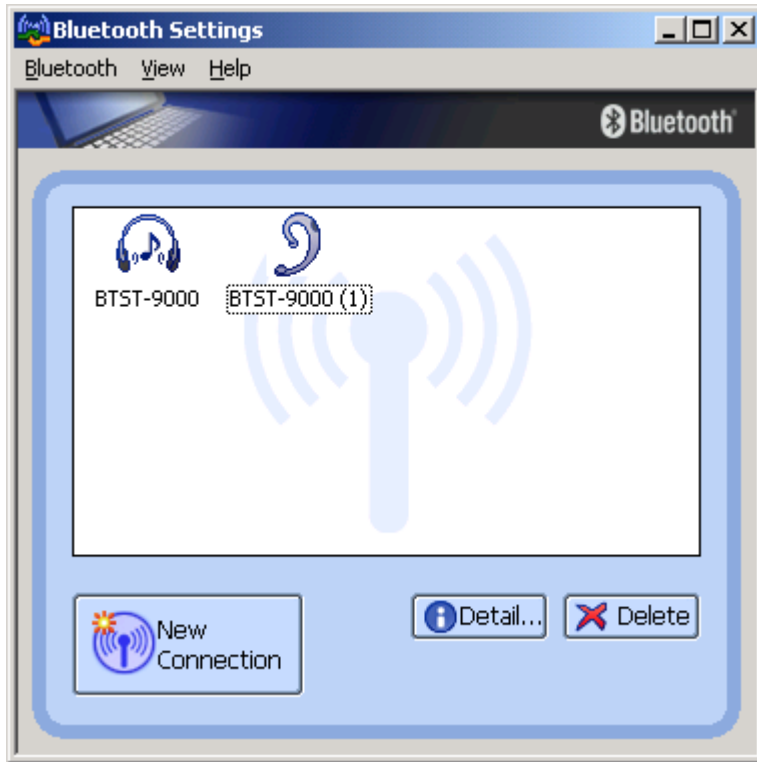 Bluetooth Settings
Bluetooth View Help
Bluetooth
BTST-9000 BTST-9000 (1)
New
Connection
Detail... Delete